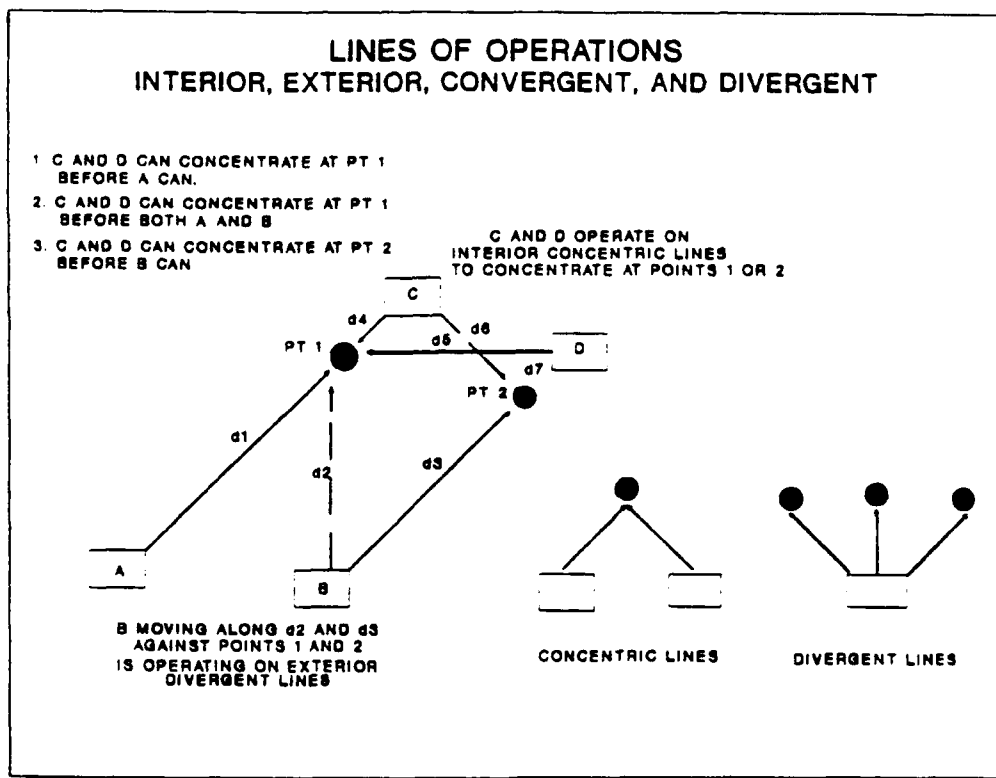 LINES OF OPERATIONS
INTERIOR, EXTERIOR, CONVERGENT, AND DIVERGENT
1 C AND D CAN CONCENTRATE AT PT 1
BEFORE A CAN.
2. C AND D CAN CONCENTRATE AT PT 1
BEFORE BOTH A AND B
3. C AND D CAN CONCENTRATE AT PT 2
BEFORE B CAN
C AND D OPERATE ON
INTERIOR CONCENTRIC LINES
TO CONCENTRATE AT POINTS 1 OR 2
C
d4
d6
PT 1
d5
D
d7
PT 2
d1
d2
d3
A
B
B MOVING ALONG d2 AND d3
AGAINST POINTS 1 AND 2
IS OPERATING ON EXTERIOR
DIVERGENT LINES
CONCENTRIC LINES
DIVERGENT LINES